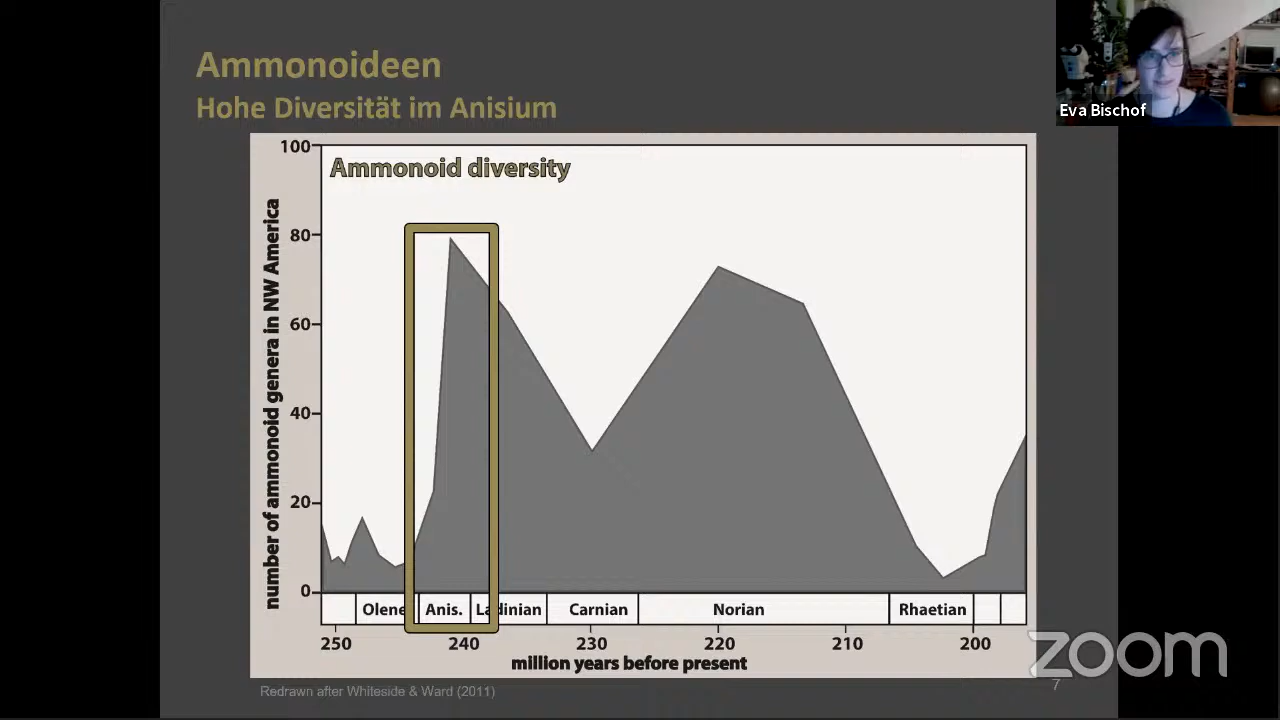 Ammonoideen
Hohe Diversität im Anisium
Eva Bischof
Ammonoid diversity
number of ammonoid genera in NW America
100
80
60
40
20
0
Olene Anis. Ladinian Carnian Norian Rhaetian
250 240 230 220 210 200
million years before present
Redrawn after Whiteside & Ward (2011)
7
zoom